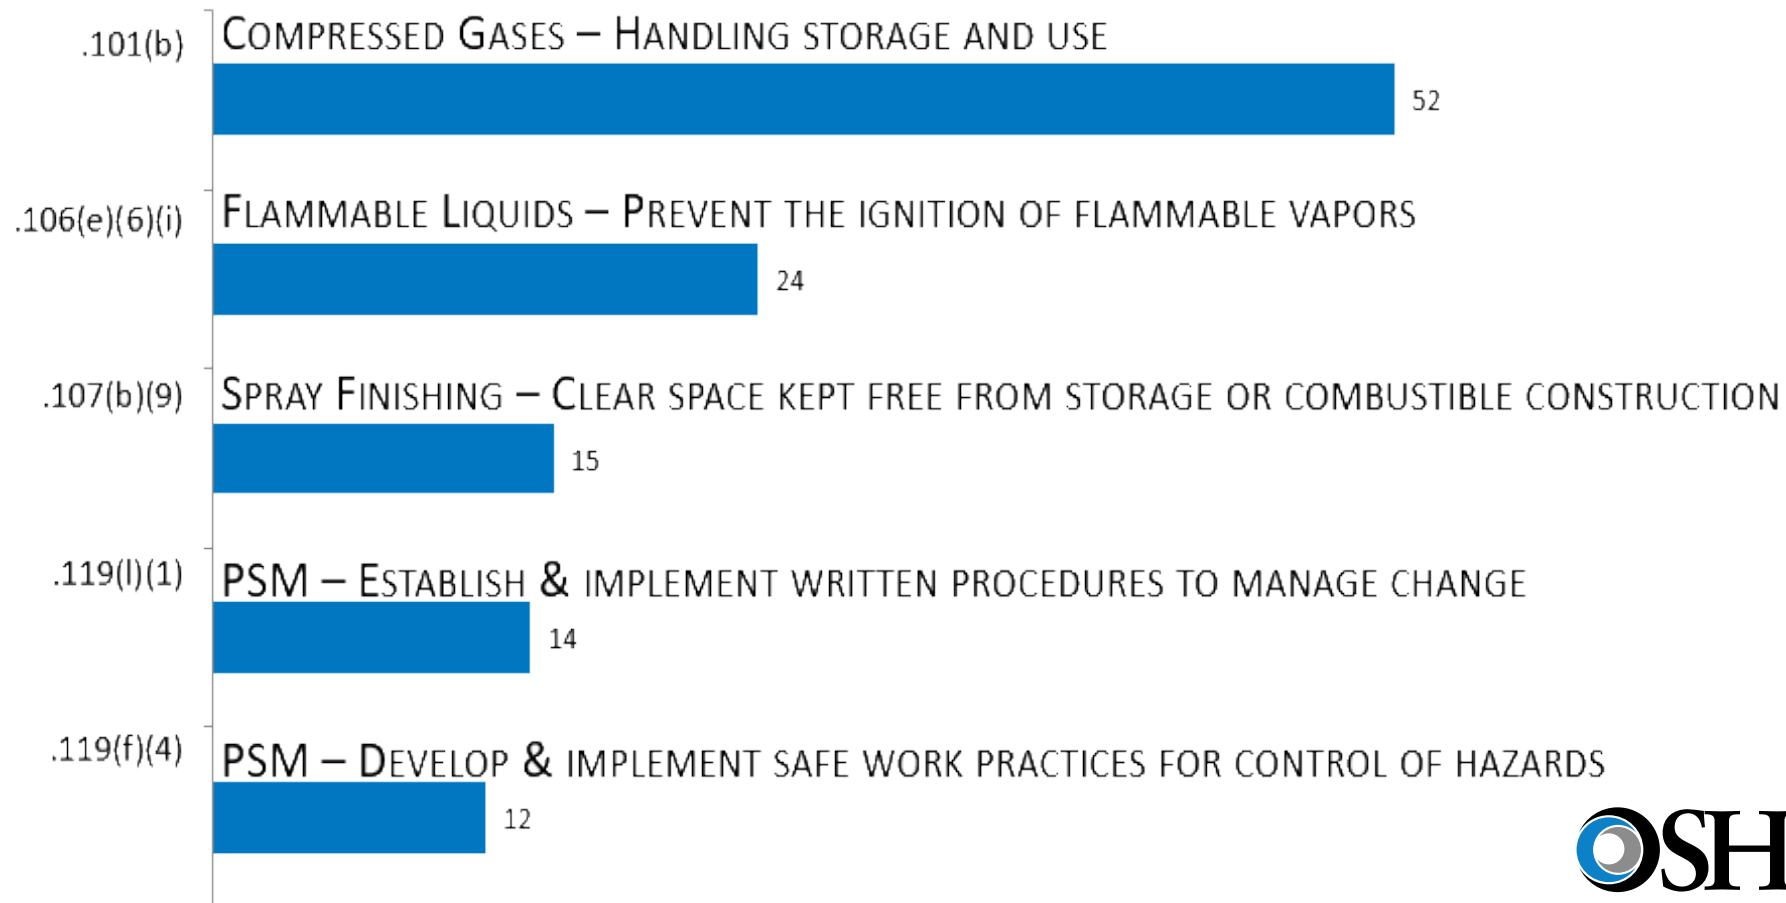 .101(b) COMPRESSED GASES – HANDLING STORAGE AND USE
52
.106(e)(6)(i) FLAMMABLE LIQUIDS – PREVENT THE IGNITION OF FLAMMABLE VAPORS
24
.107(b)(9) SPRAY FINISHING – CLEAR SPACE KEPT FREE FROM STORAGE OR COMBUSTIBLE CONSTRUCTION
15
.119(l)(1) PSM – ESTABLISH & IMPLEMENT WRITTEN PROCEDURES TO MANAGE CHANGE
14
.119(f)(4) PSM – DEVELOP & IMPLEMENT SAFE WORK PRACTICES FOR CONTROL OF HAZARDS
12
OSH